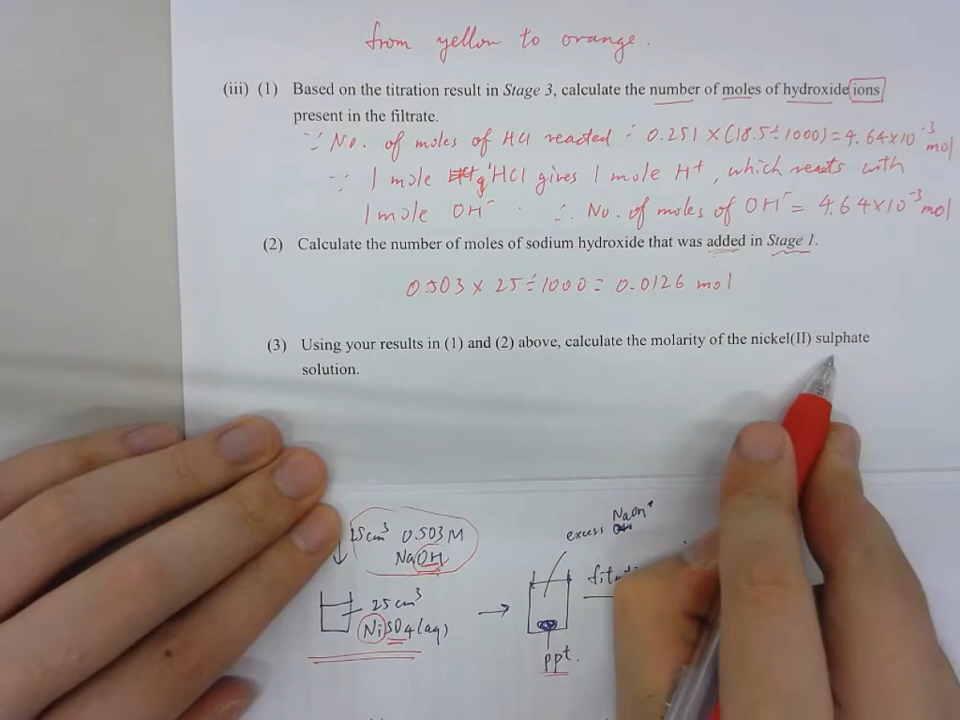 from yellow to orange.
(iii) (1) Based on the titration result in Stage 3, calculate the number of moles of hydroxide ions
present in the filtrate.
∵ No. of moles of HCl reacted = 0.251 × (18.5÷1000) = 4.64×10⁻³ mol
∵ 1 mole of HCl gives 1 mole H⁺, which reacts with
1 mole OH⁻. ∴ No. of moles of OH⁻ = 4.64×10⁻³ mol
(2) Calculate the number of moles of sodium hydroxide that was added in Stage 1.
0.503 × 25 ÷ 1000 = 0.0126 mol
(3) Using your results in (1) and (2) above, calculate the molarity of the nickel(II) sulphate
solution.
25cm³ 0.503M
NaOH
25cm³
NiSO₄(aq)
→
excess NaOH
ppt.